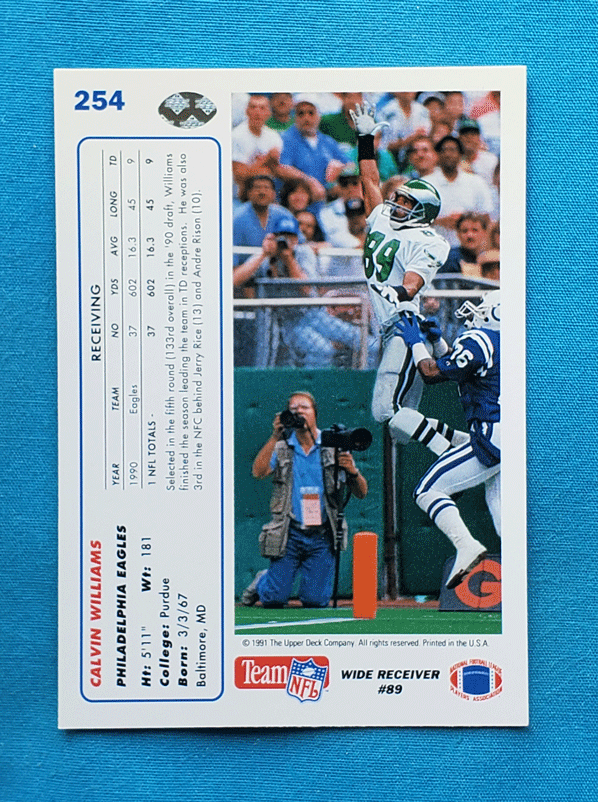 254
CALVIN WILLIAMS
PHILADELPHIA EAGLES
Ht: 5'11" Wt: 181
College: Purdue
Born: 3/3/67
Baltimore, MD
RECEIVING
YEAR TEAM NO YDS AVG LONG TD
1990 Eagles 37 602 16.3 45 9
1 NFL TOTALS - 37 602 16.3 45 9
Selected in the fifth round (133rd overall) in the '90 draft, Williams
finished the season leading the team in TD receptions. He was also
3rd in the NFC behind Jerry Rice (13) and Andre Rison (10).
89
G
© 1991 The Upper Deck Company. All rights reserved. Printed in the U.S.A.
Team NFL
WIDE RECEIVER
#89
NATIONAL FOOTBALL LEAGUE
PLAYERS ASSOCIATION